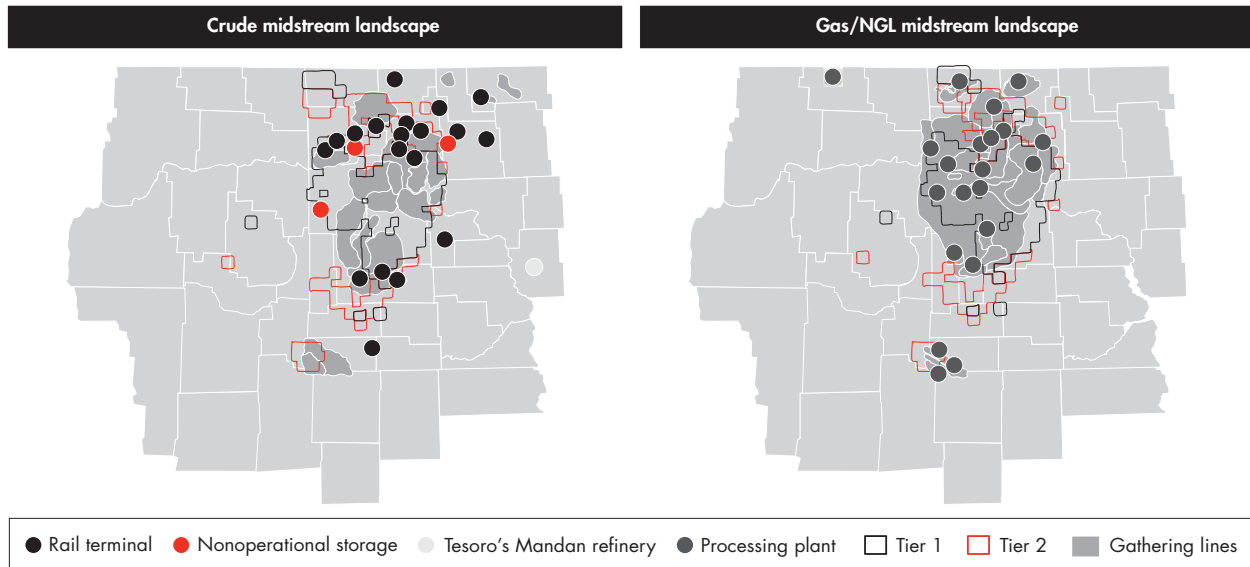 Crude midstream landscape
Gas/NGL midstream landscape
Rail terminal Nonoperational storage Tesoro's Mandan refinery Processing plant Tier 1 Tier 2 Gathering lines